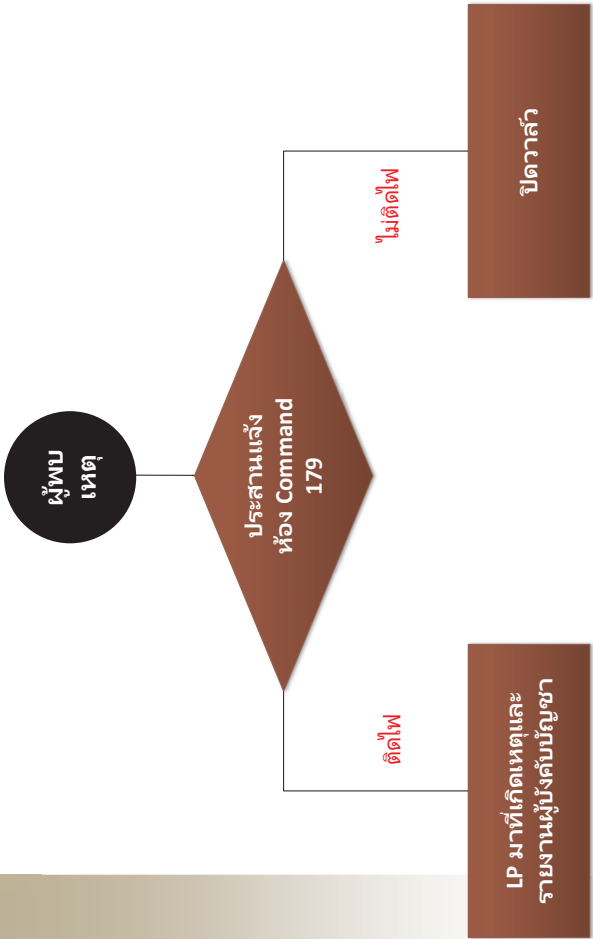 ผู้พบ
เหตุ
ประสานแจ้ง
ห้อง Command
179
ติดไฟ
ไม่ติดไฟ
LP มาที่เกิดเหตุและ
รายงานผู้บังคับบัญชา
ปิดวาล์ว